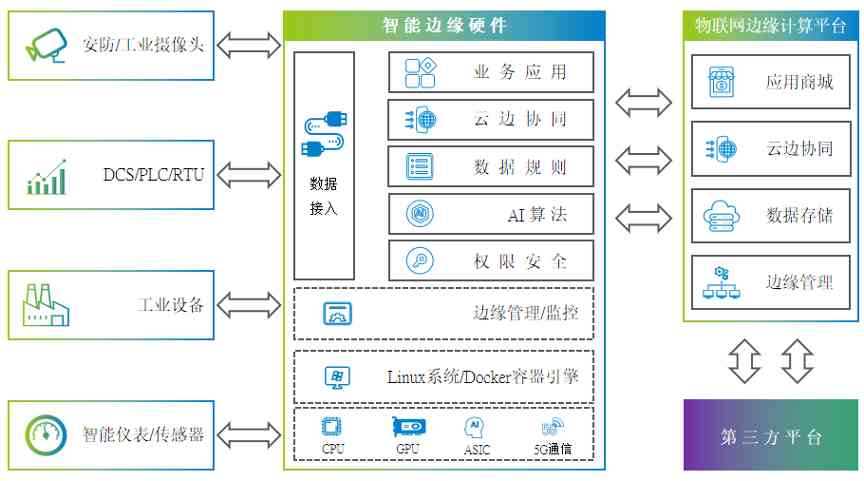 安防/工业摄像头
DCS/PLC/RTU
工业设备
智能仪表/传感器
智能边缘硬件
数据
接入
业务应用
云边协同
数据规则
AI算法
权限安全
边缘管理/监控
Linux系统/Docker容器引擎
CPU
GPU
AI
ASIC
5G
5G通信
物联网边缘计算平台
应用商城
云边协同
数据存储
边缘管理
第三方平台